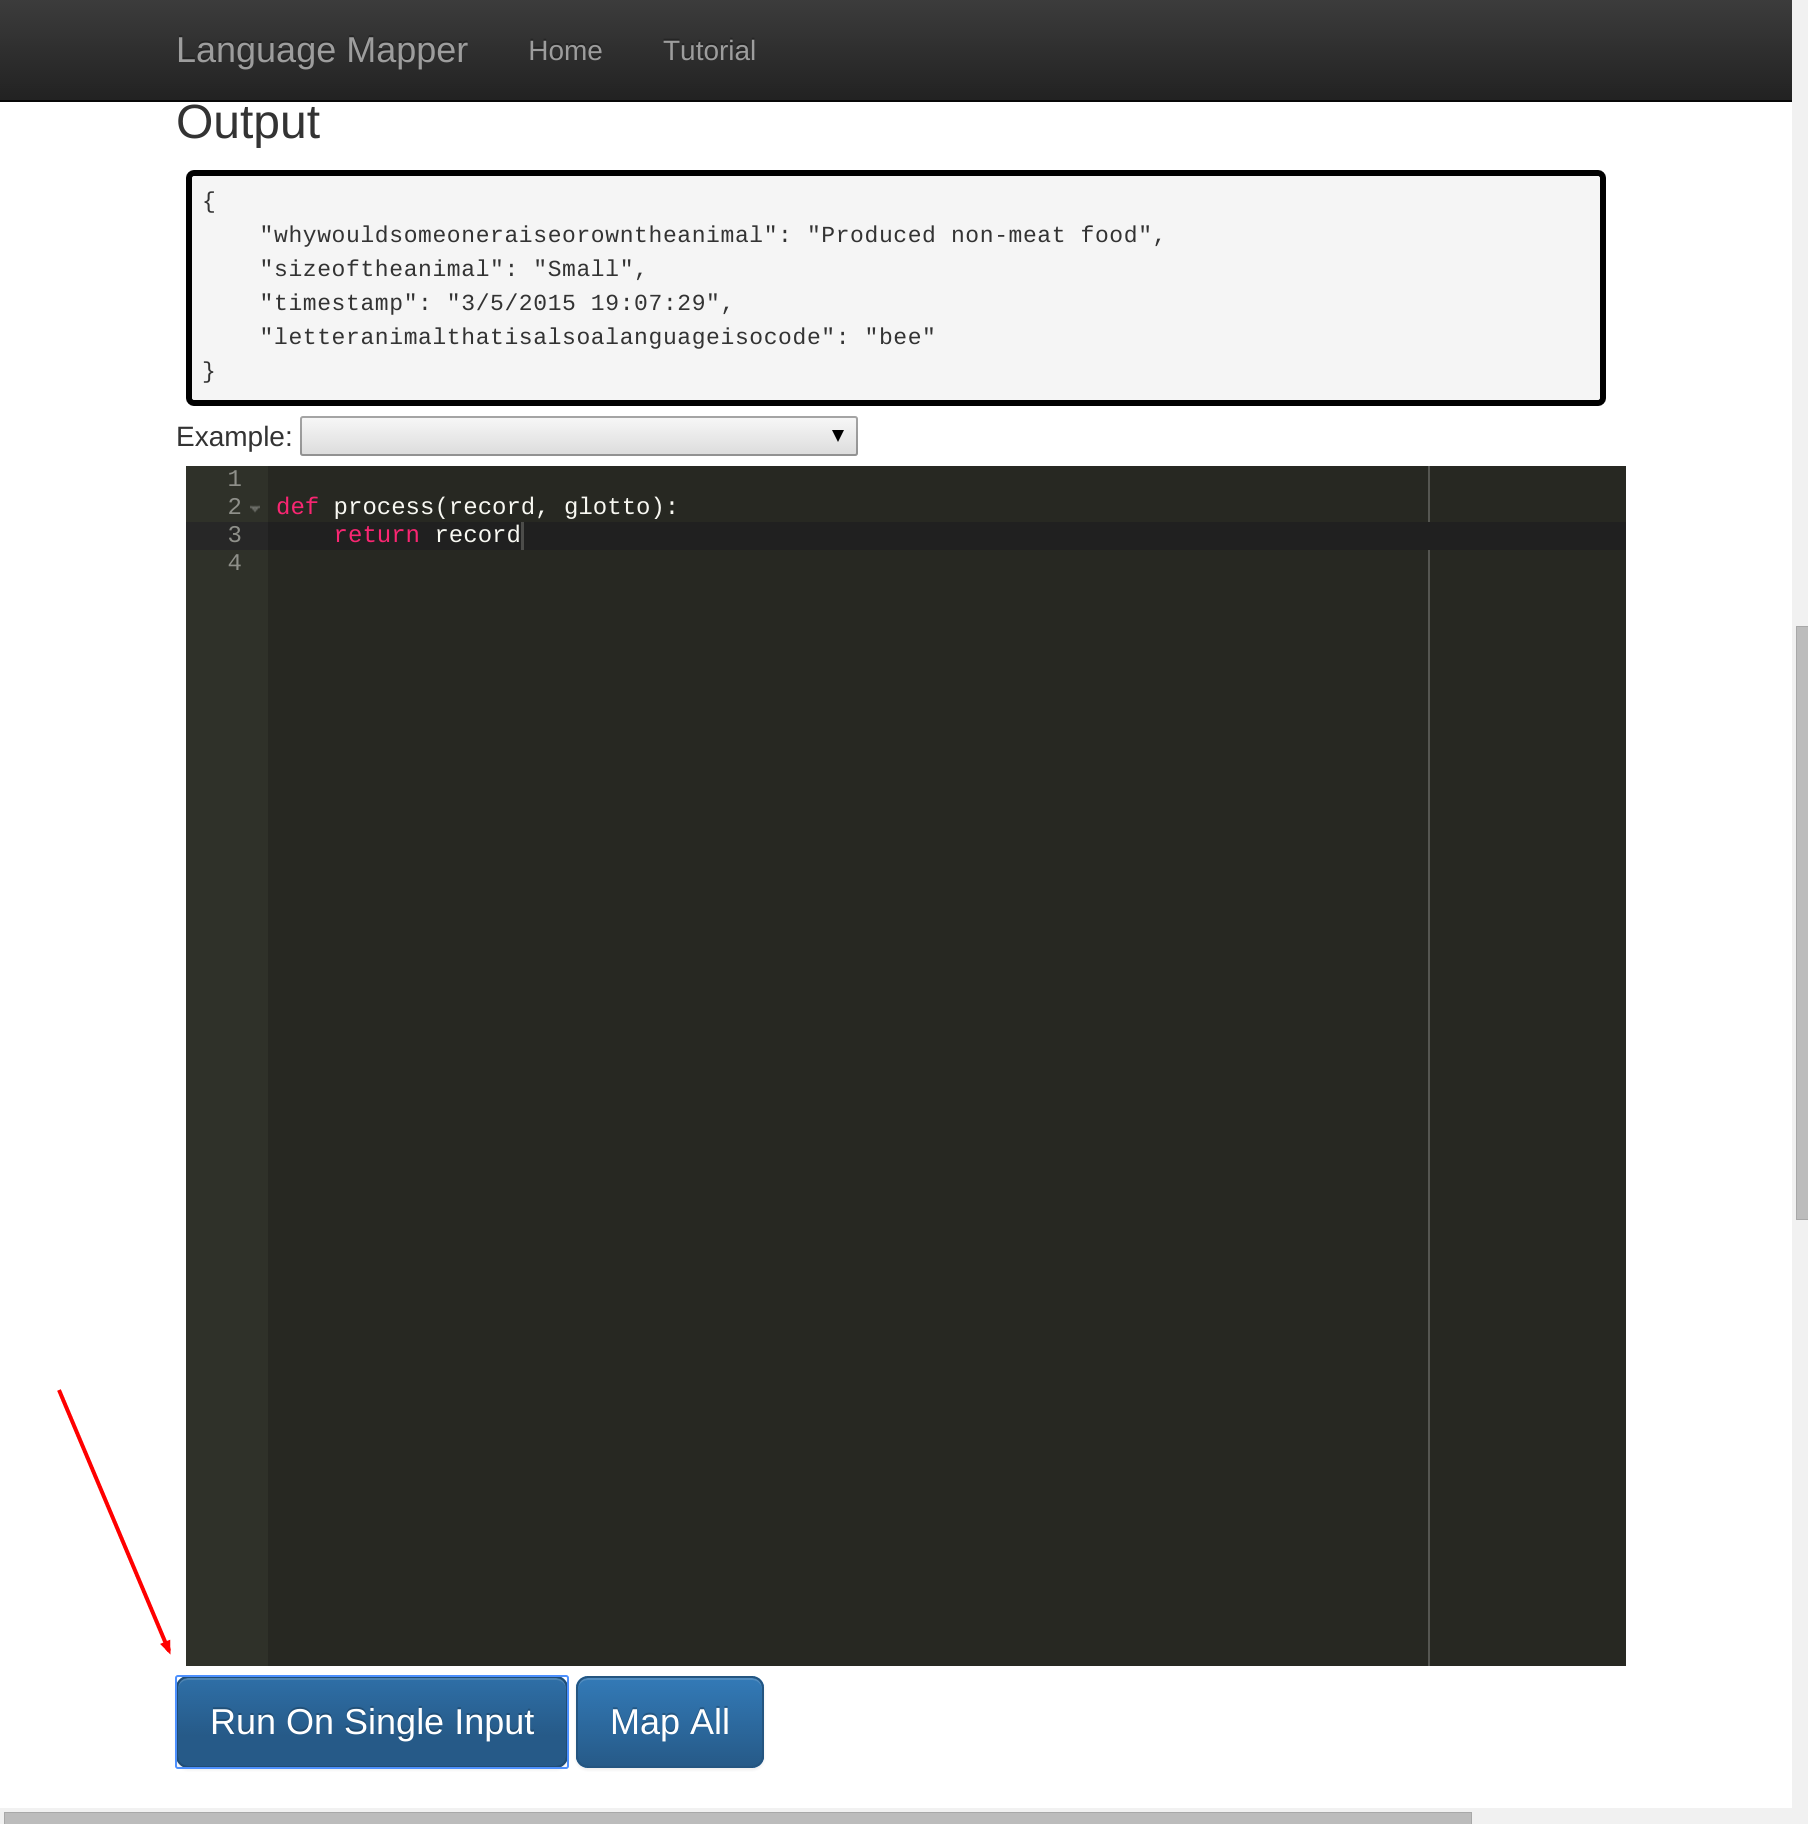 Language Mapper Home Tutorial
Output
{
    "whywouldsomeoneraiseorowntheanimal": "Produced non-meat food",
    "sizeoftheanimal": "Small",
    "timestamp": "3/5/2015 19:07:29",
    "letteranimalthatisalsoalanguageisocode": "bee"
}
Example:
1
2 def process(record, glotto):
3     return record
4
Run On Single Input Map All